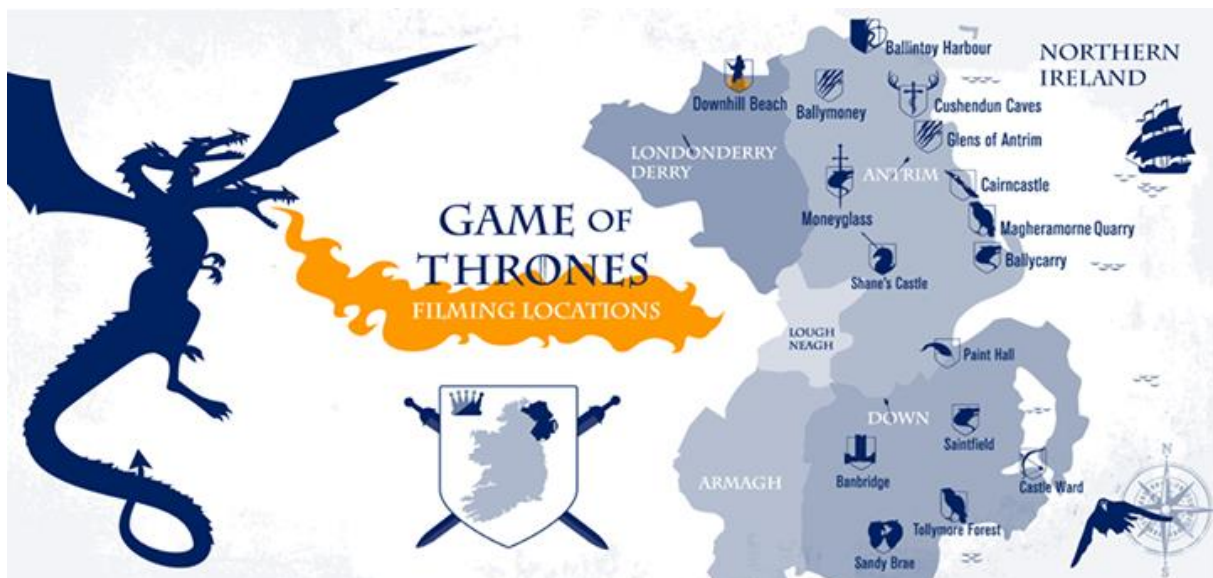 GAME OF
THRONES
FILMING LOCATIONS
NORTHERN
IRELAND
Ballintoy Harbour
Downhill Beach
Ballymoney
Cushendun Caves
Glens of Antrim
LONDONDERRY
DERRY
ANTRIM
Cairncastle
Moneyglass
Magheramorne Quarry
Ballycarry
Shane's Castle
LOUGH
NEAGH
Paint Hall
DOWN
Saintfield
Banbridge
Castle Ward
ARMAGH
Tollymore Forest
Sandy Brae
N
W
E
S